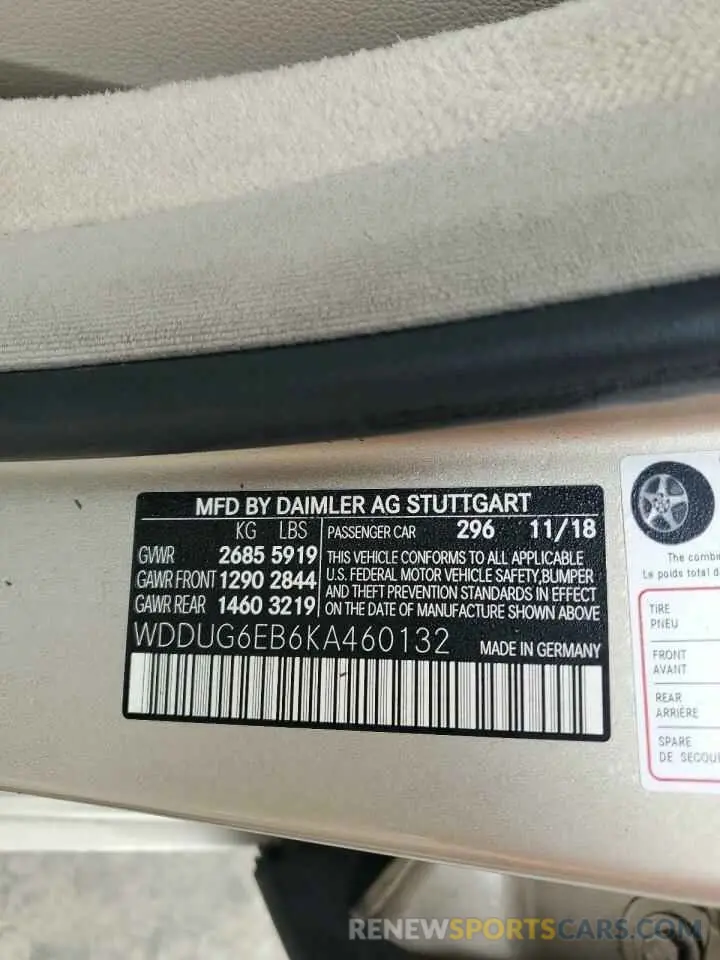 MFD BY DAIMLER AG STUTTGART
KG LBS
GVWR 2685 5919
GAWR FRONT 1290 2844
GAWR REAR 1460 3219
PASSENGER CAR 296 11/18
THIS VEHICLE CONFORMS TO ALL APPLICABLE
U.S. FEDERAL MOTOR VEHICLE SAFETY, BUMPER
AND THEFT PREVENTION STANDARDS IN EFFECT
ON THE DATE OF MANUFACTURE SHOWN ABOVE
WDDUG6EB6KA460132 MADE IN GERMANY
The combi
Le poids total d
TIRE
PNEU
FRONT
AVANT
REAR
ARRIÈRE
SPARE
DE SECOU
RENEWSPORTSCARS.COM